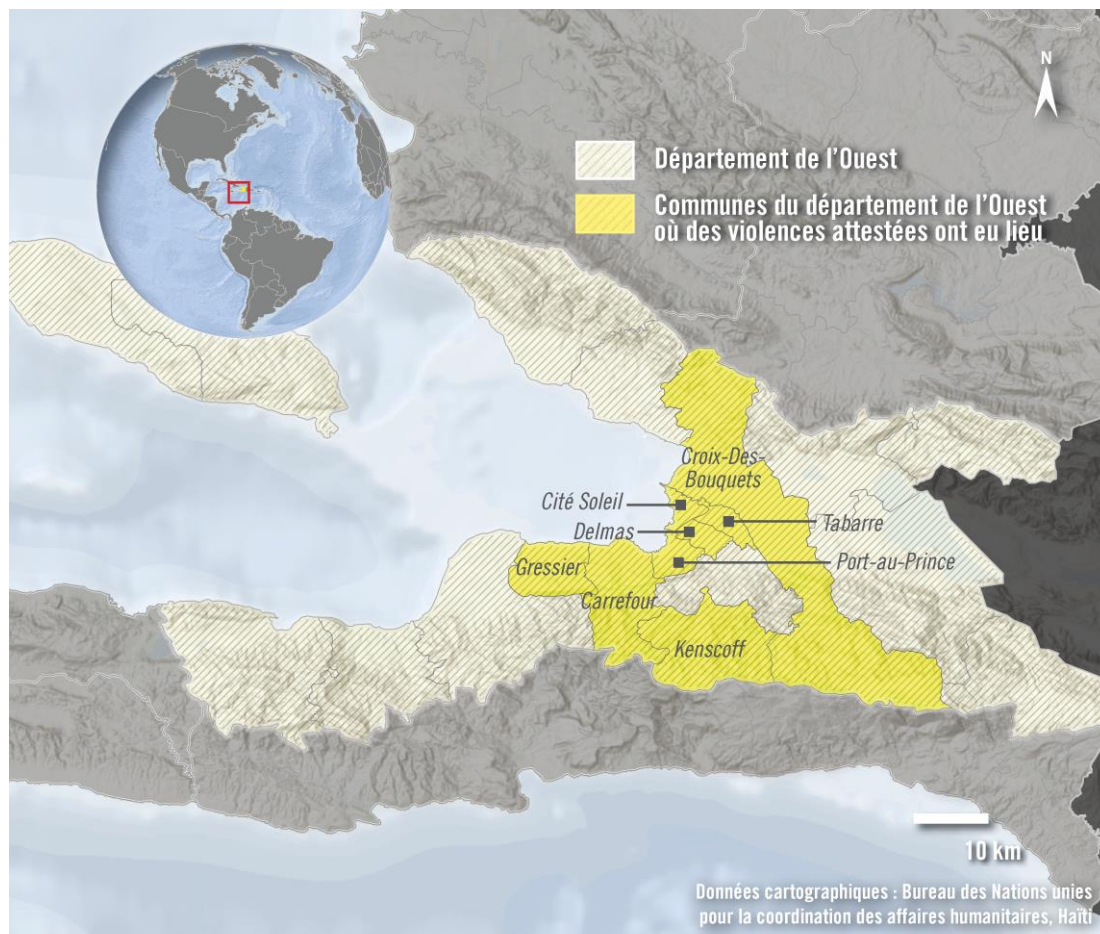 N
Département de l'Ouest
Communes du département de l'Ouest
où des violences attestées ont eu lieu
Croix-Des-
Bouquets
Cité Soleil
Tabarre
Delmas
Port-au-Prince
Gressier
Carrefour
Kenscoff
10 km
Données cartographiques : Bureau des Nations unies
pour la coordination des affaires humanitaires, Haïti